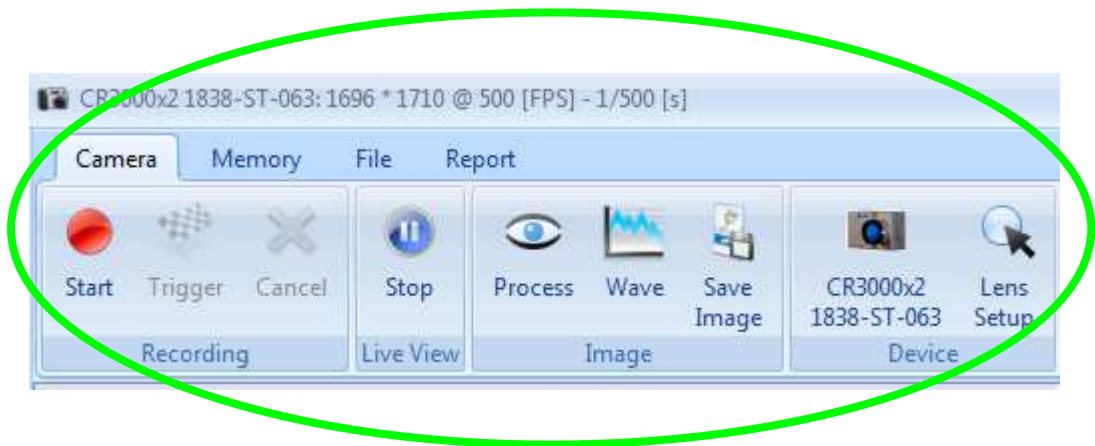 CR3000x2 1838-ST-063: 1696 * 1710 @ 500 [FPS] - 1/500 [s]
Camera Memory File Report
Start Trigger Cancel Stop Process Wave Save Image CR3000x2 1838-ST-063 Lens Setup
Recording Live View Image Device